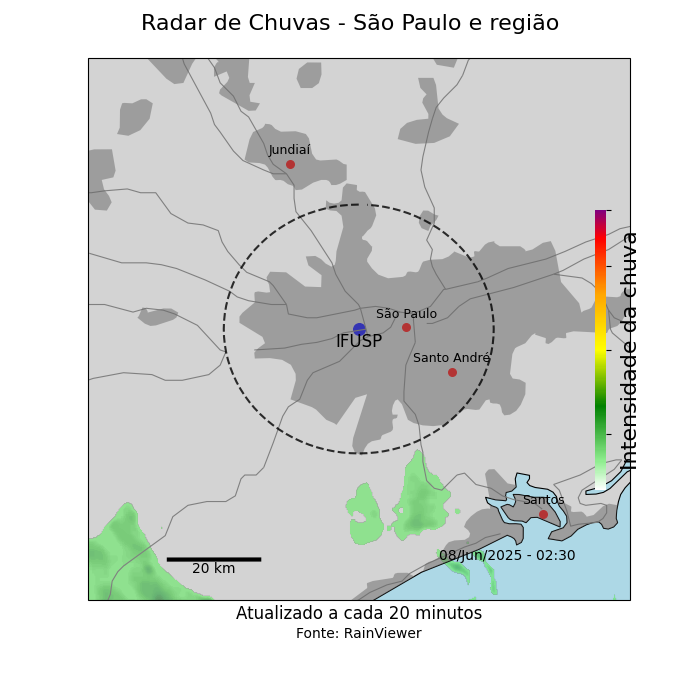 Radar de Chuvas - São Paulo e região
Jundiaí
São Paulo
IFUSP
Santo André
Intensidade da chuva
Santos
08/Jun/2025 - 02:30
20 km
Atualizado a cada 20 minutos
Fonte: RainViewer